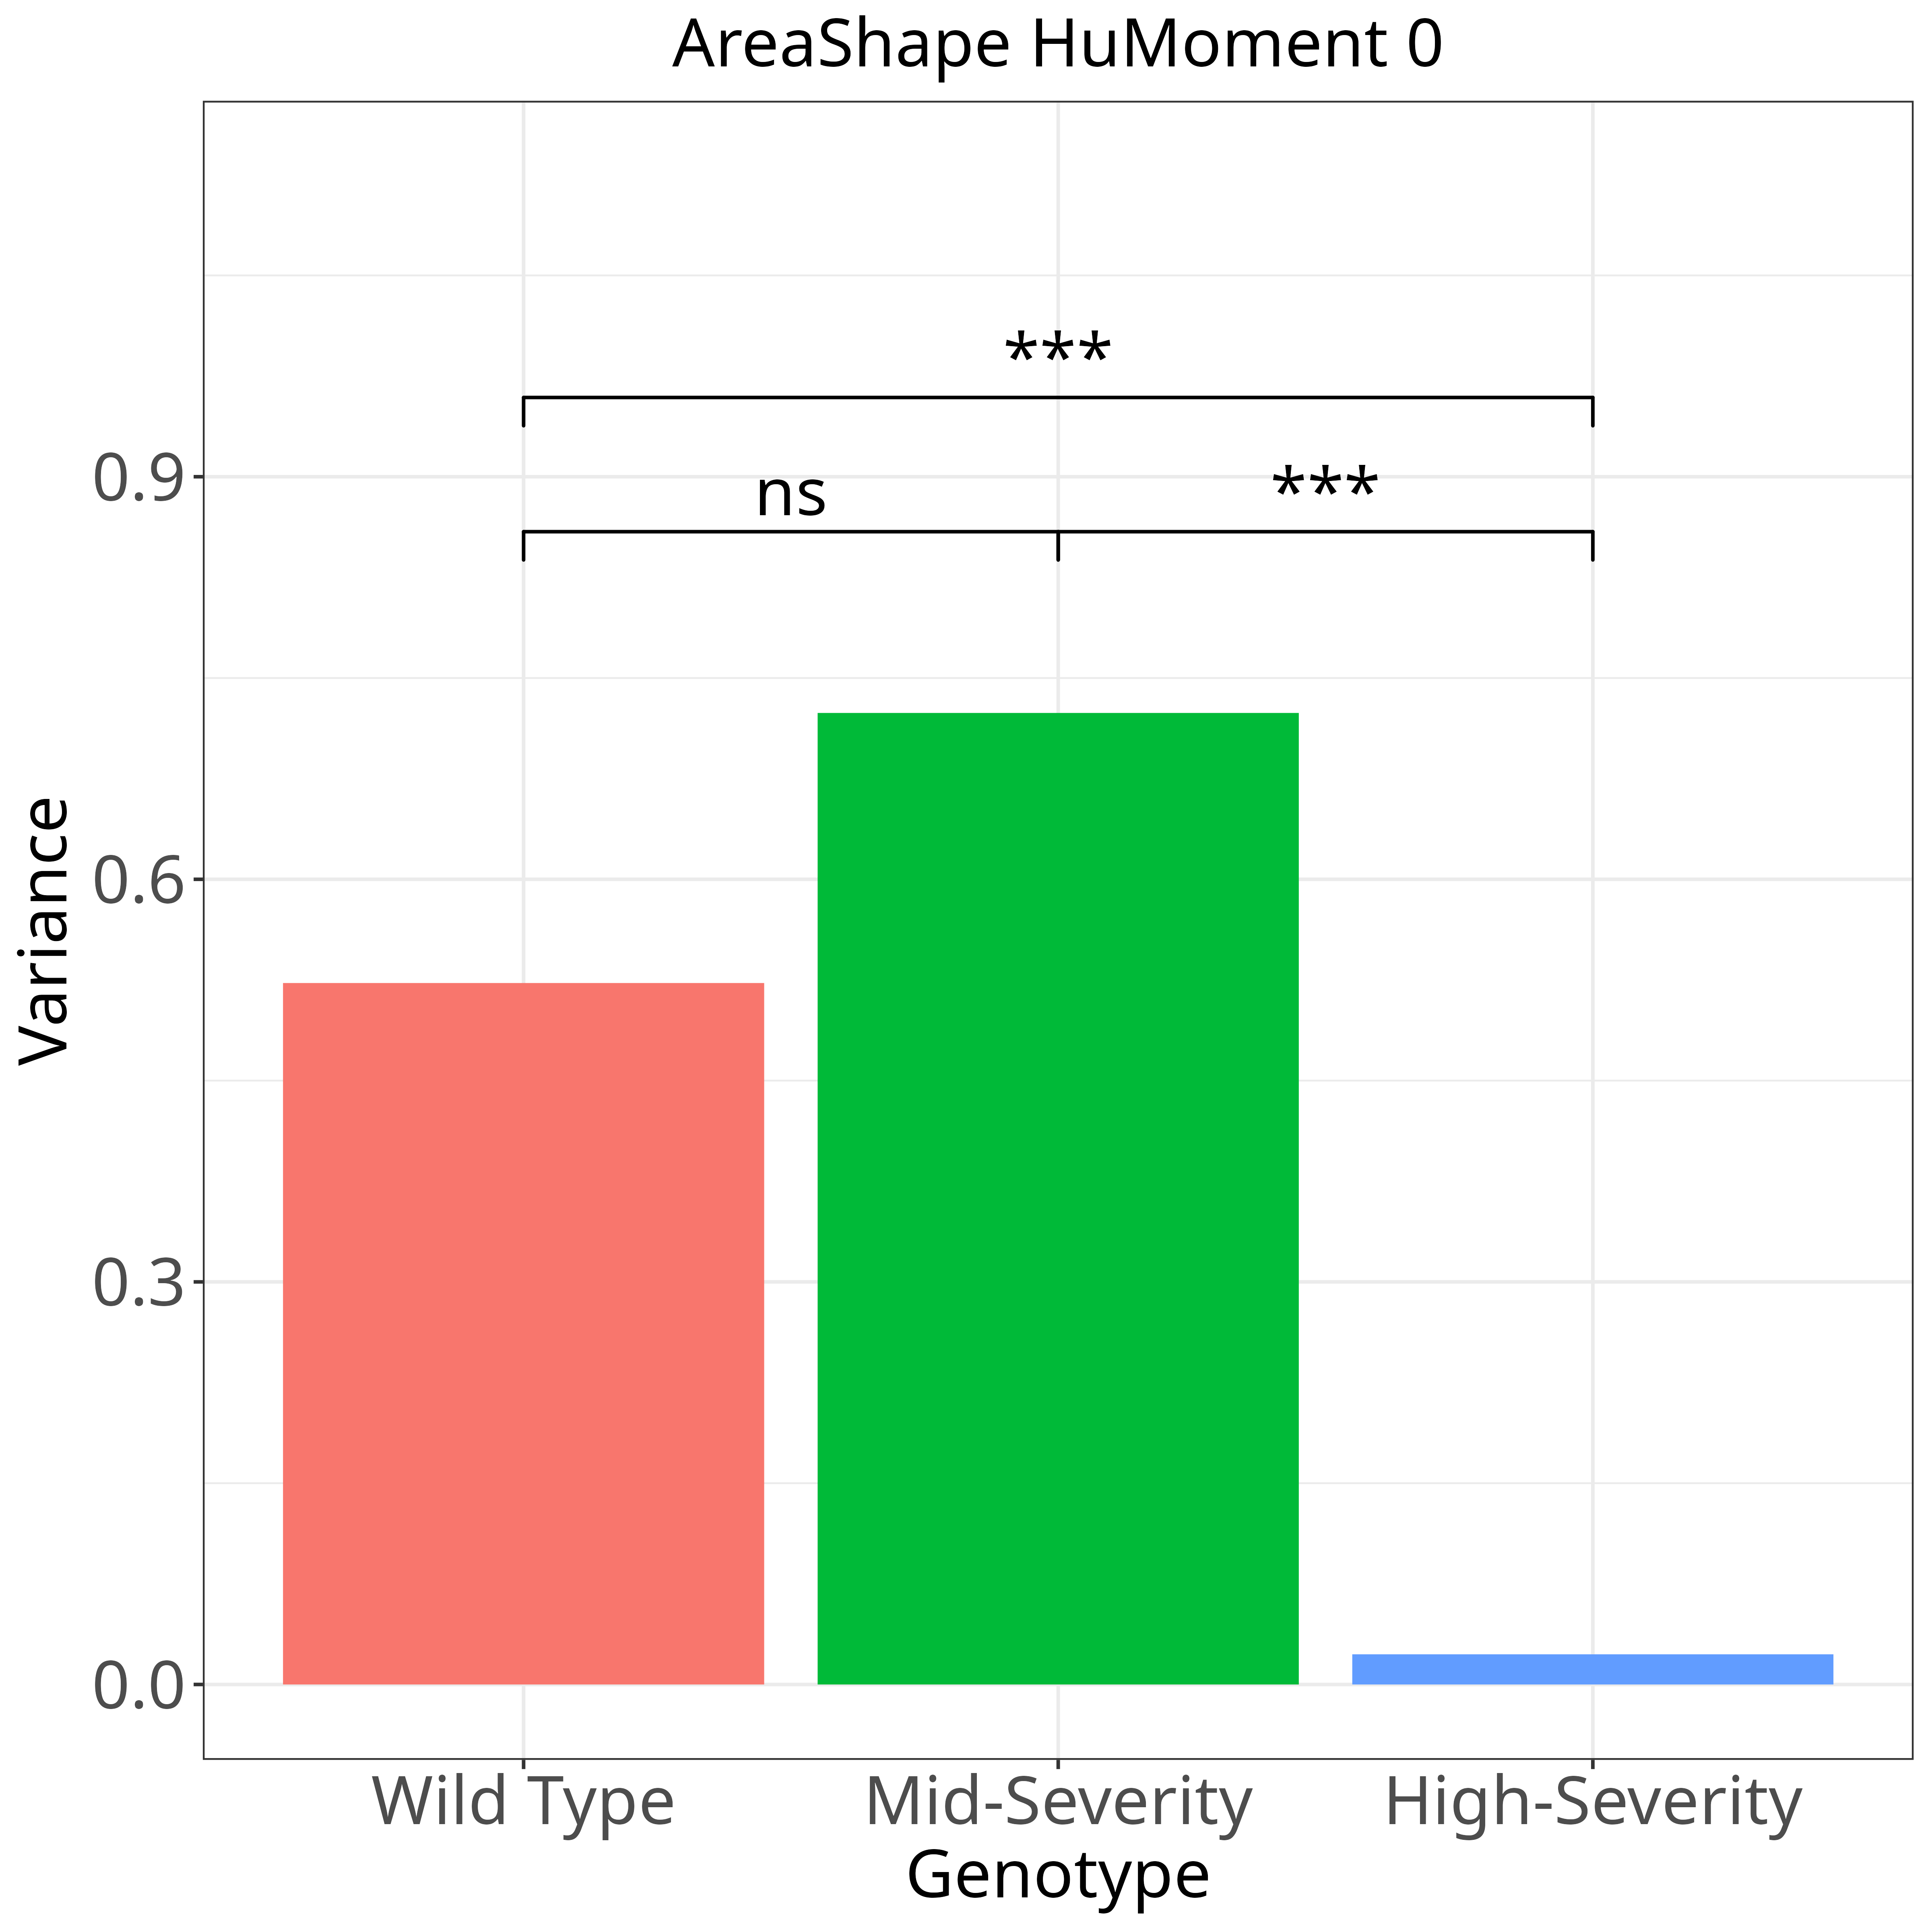 AreaShape HuMoment 0
***
ns
***
0.9
0.6
0.3
0.0
Variance
Wild Type
Mid-Severity
High-Severity
Genotype